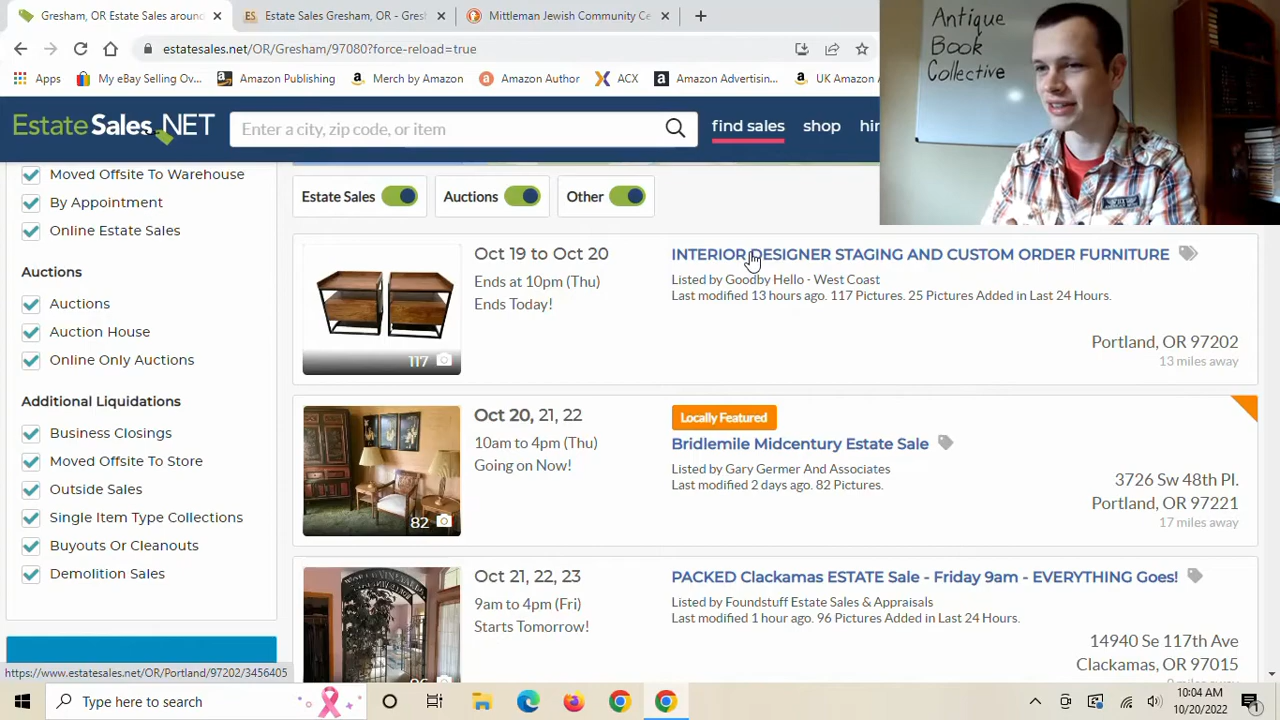 Gresham, OR Estate Sales around
Estate Sales Gresham, OR - Gres
Mittleman Jewish Community Ce
estatesales.net/OR/Gresham/97080?force-reload=true
Apps
My eBay Selling Ov...
Amazon Publishing
Merch by Amazon
Amazon Author
ACX
Amazon Advertisin...
UK Amazon A
Antique
Book
Collective
EstateSales.NET
Enter a city, zip code, or item
find sales
shop
hir
Moved Offsite To Warehouse
By Appointment
Online Estate Sales
Auctions
Auctions
Auction House
Online Only Auctions
Additional Liquidations
Business Closings
Moved Offsite To Store
Outside Sales
Single Item Type Collections
Buyouts Or Cleanouts
Demolition Sales
Estate Sales
Auctions
Other
117
Oct 19 to Oct 20
Ends at 10pm (Thu)
Ends Today!
INTERIOR DESIGNER STAGING AND CUSTOM ORDER FURNITURE
Listed by Goodby Hello - West Coast
Last modified 13 hours ago. 117 Pictures. 25 Pictures Added in Last 24 Hours.
Portland, OR 97202
13 miles away
82
Oct 20, 21, 22
10am to 4pm (Thu)
Going on Now!
Locally Featured
Bridlemile Midcentury Estate Sale
Listed by Gary Germer And Associates
Last modified 2 days ago. 82 Pictures.
3726 Sw 48th Pl.
Portland, OR 97221
17 miles away
Oct 21, 22, 23
9am to 4pm (Fri)
Starts Tomorrow!
PACKED Clackamas ESTATE Sale - Friday 9am - EVERYTHING Goes!
Listed by Foundstuff Estate Sales & Appraisals
Last modified 1 hour ago. 96 Pictures Added in Last 24 Hours.
14940 Se 117th Ave
Clackamas, OR 97015
https://www.estatesales.net/OR/Portland/97202/3456405
Type here to search
10:04 AM
10/20/2022